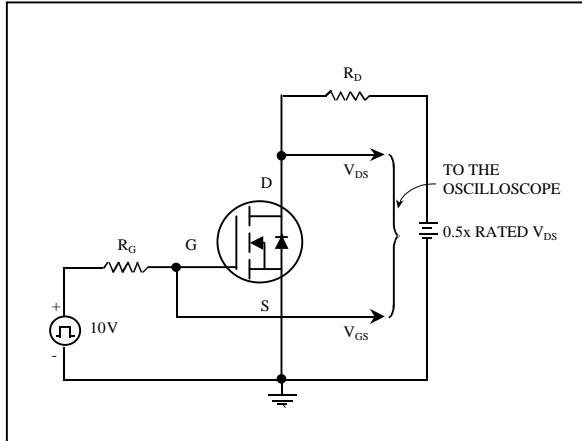 R_D
D
V_DS
TO THE
OSCILLOSCOPE
0.5x RATED V_DS
R_G
G
S
V_GS
+
10V
-